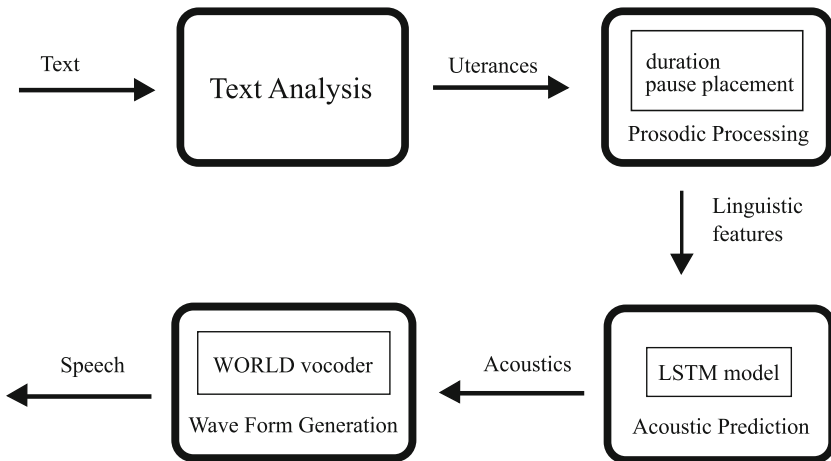 Text
Text Analysis
Uterances
duration
pause placement
Prosodic Processing
Linguistic
features
LSTM model
Acoustic Prediction
Acoustics
WORLD vocoder
Wave Form Generation
Speech